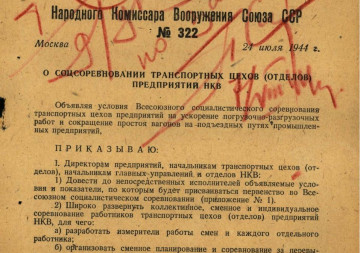 Народного Комиссара Вооружения Союза ССР
№ 322
Москва
24 июля 1944 г.
О СОЦСОРЕВНОВАНИИ ТРАНСПОРТНЫХ ЦЕХОВ (ОТДЕЛОВ)
ПРЕДПРИЯТИЙ НКВ
Объявляя условия Всесоюзного социалистического соревнования
транспортных цехов предприятий на ускорение погрузочно-разгрузочных
работ и сокращение простоя вагонов на подъездных путях промышлен-
ных предприятий,
ПРИКАЗЫВАЮ:
I. Директорам предприятий, начальникам транспортных цехов (от-
делов), начальникам главных-управлений и отделов НКВ:
1) Довести до непосредственных исполнителей объявляемые усло-
вия и показатели, по которым будет присваиваться первенство во Все-
союзном социалистическом соревновании (приложение № 1).
2) Широко развернуть коллективное, сменное и индивидуальное
соревнование работников транспортных цехов (отделов) предприятий
НКВ, для чего:
а) разработать измерители работы смен и каждого отдельного
работника;
б) организовать сменное планирование и соревнование за